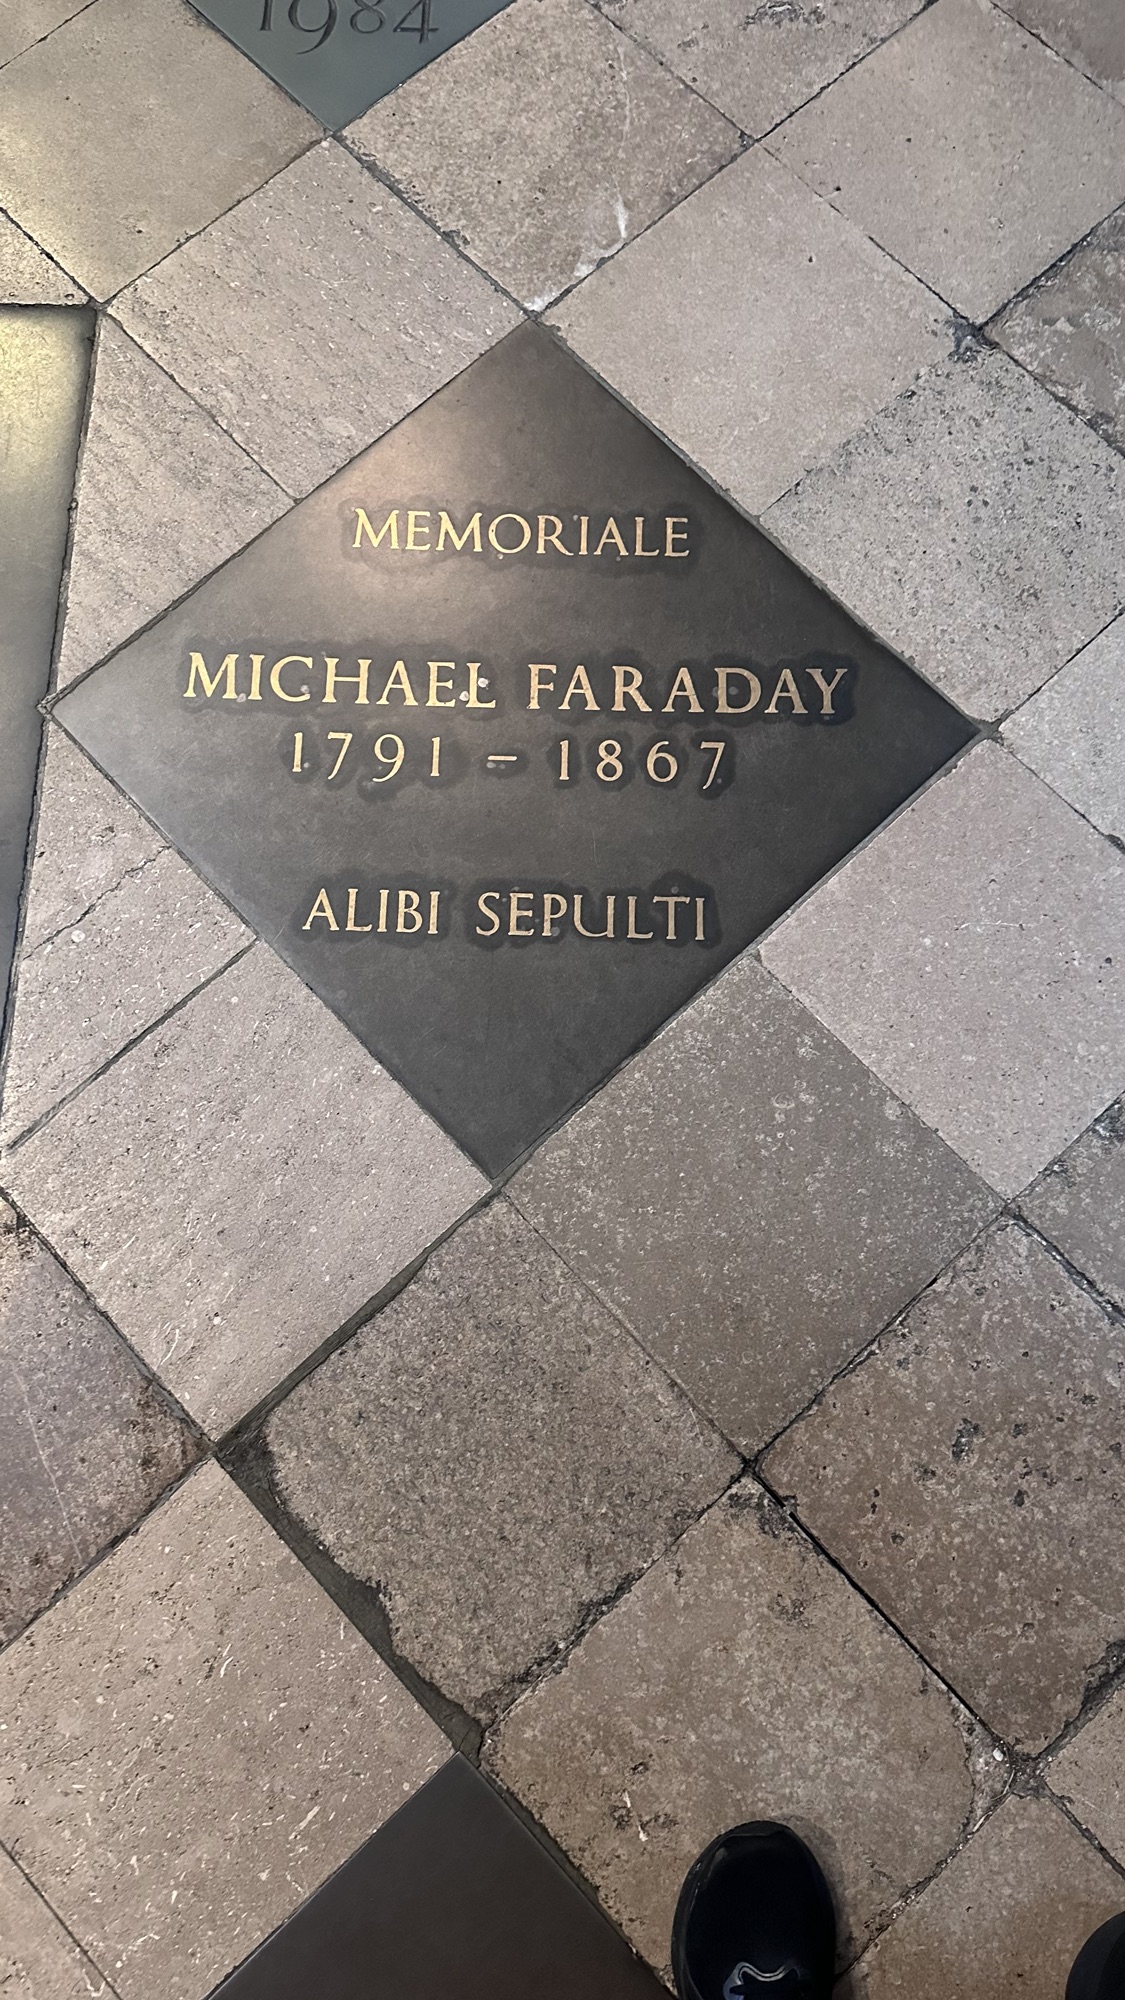 1984
MEMORIALE
MICHAEL FARADAY
1791 – 1867
ALIBI SEPULTI